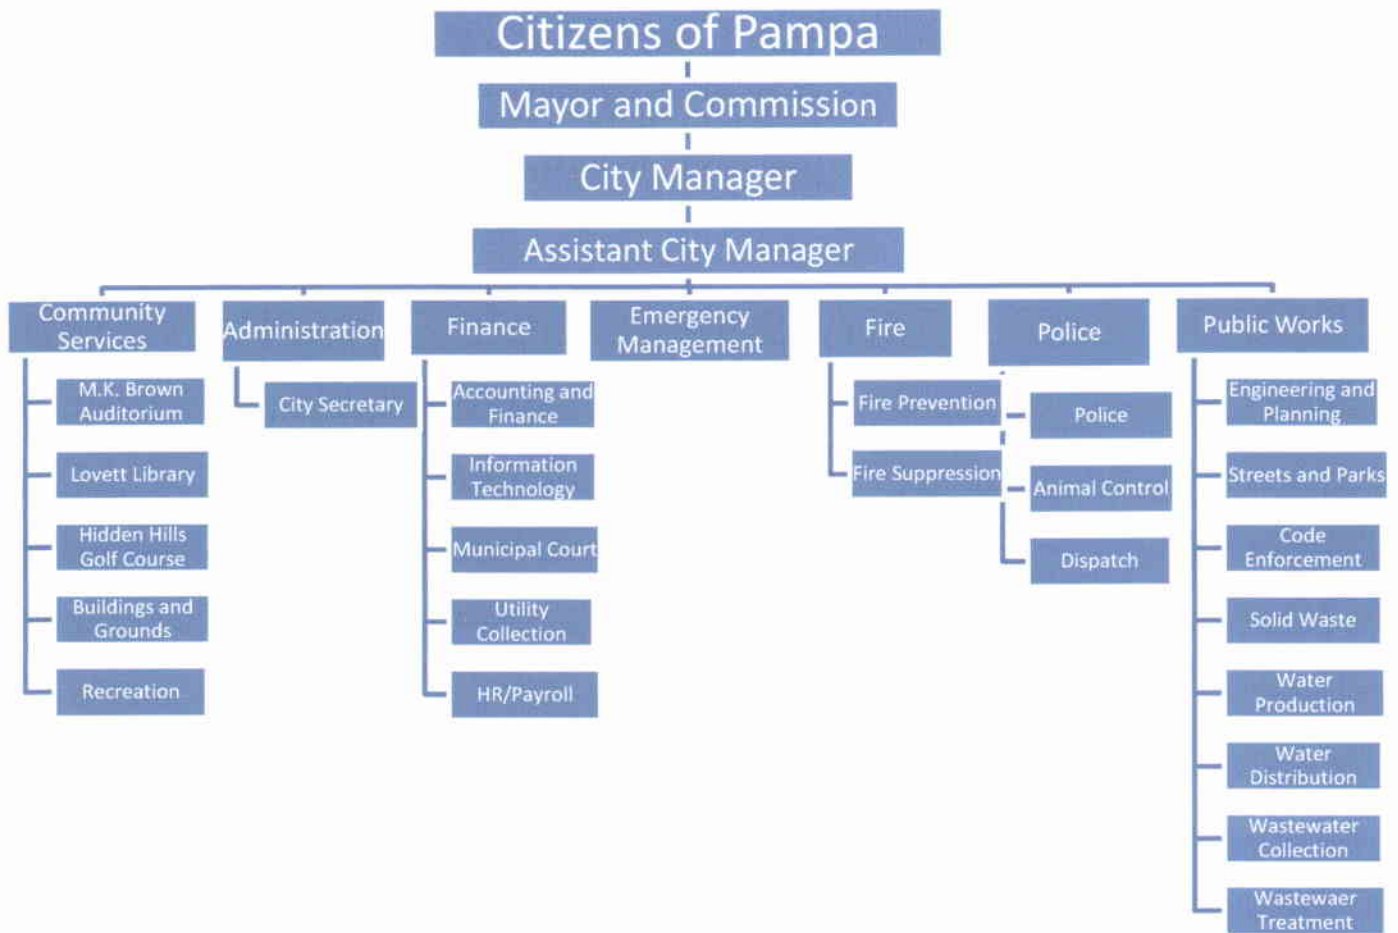 Citizens of Pampa
Mayor and Commission
City Manager
Assistant City Manager
Community
Services
M.K. Brown
Auditorium
Lovett Library
Hidden Hills
Golf Course
Buildings and
Grounds
Recreation
Administration
City Secretary
Finance
Accounting and
Finance
Information
Technology
Municipal Court
Utility
Collection
HR/Payroll
Emergency
Management
Fire
Fire Prevention
Fire Suppression
Police
Police
Animal Control
Dispatch
Public Works
Engineering and
Planning
Streets and Parks
Code
Enforcement
Solid Waste
Water
Production
Water
Distribution
Wastewater
Collection
Wastewaer
Treatment